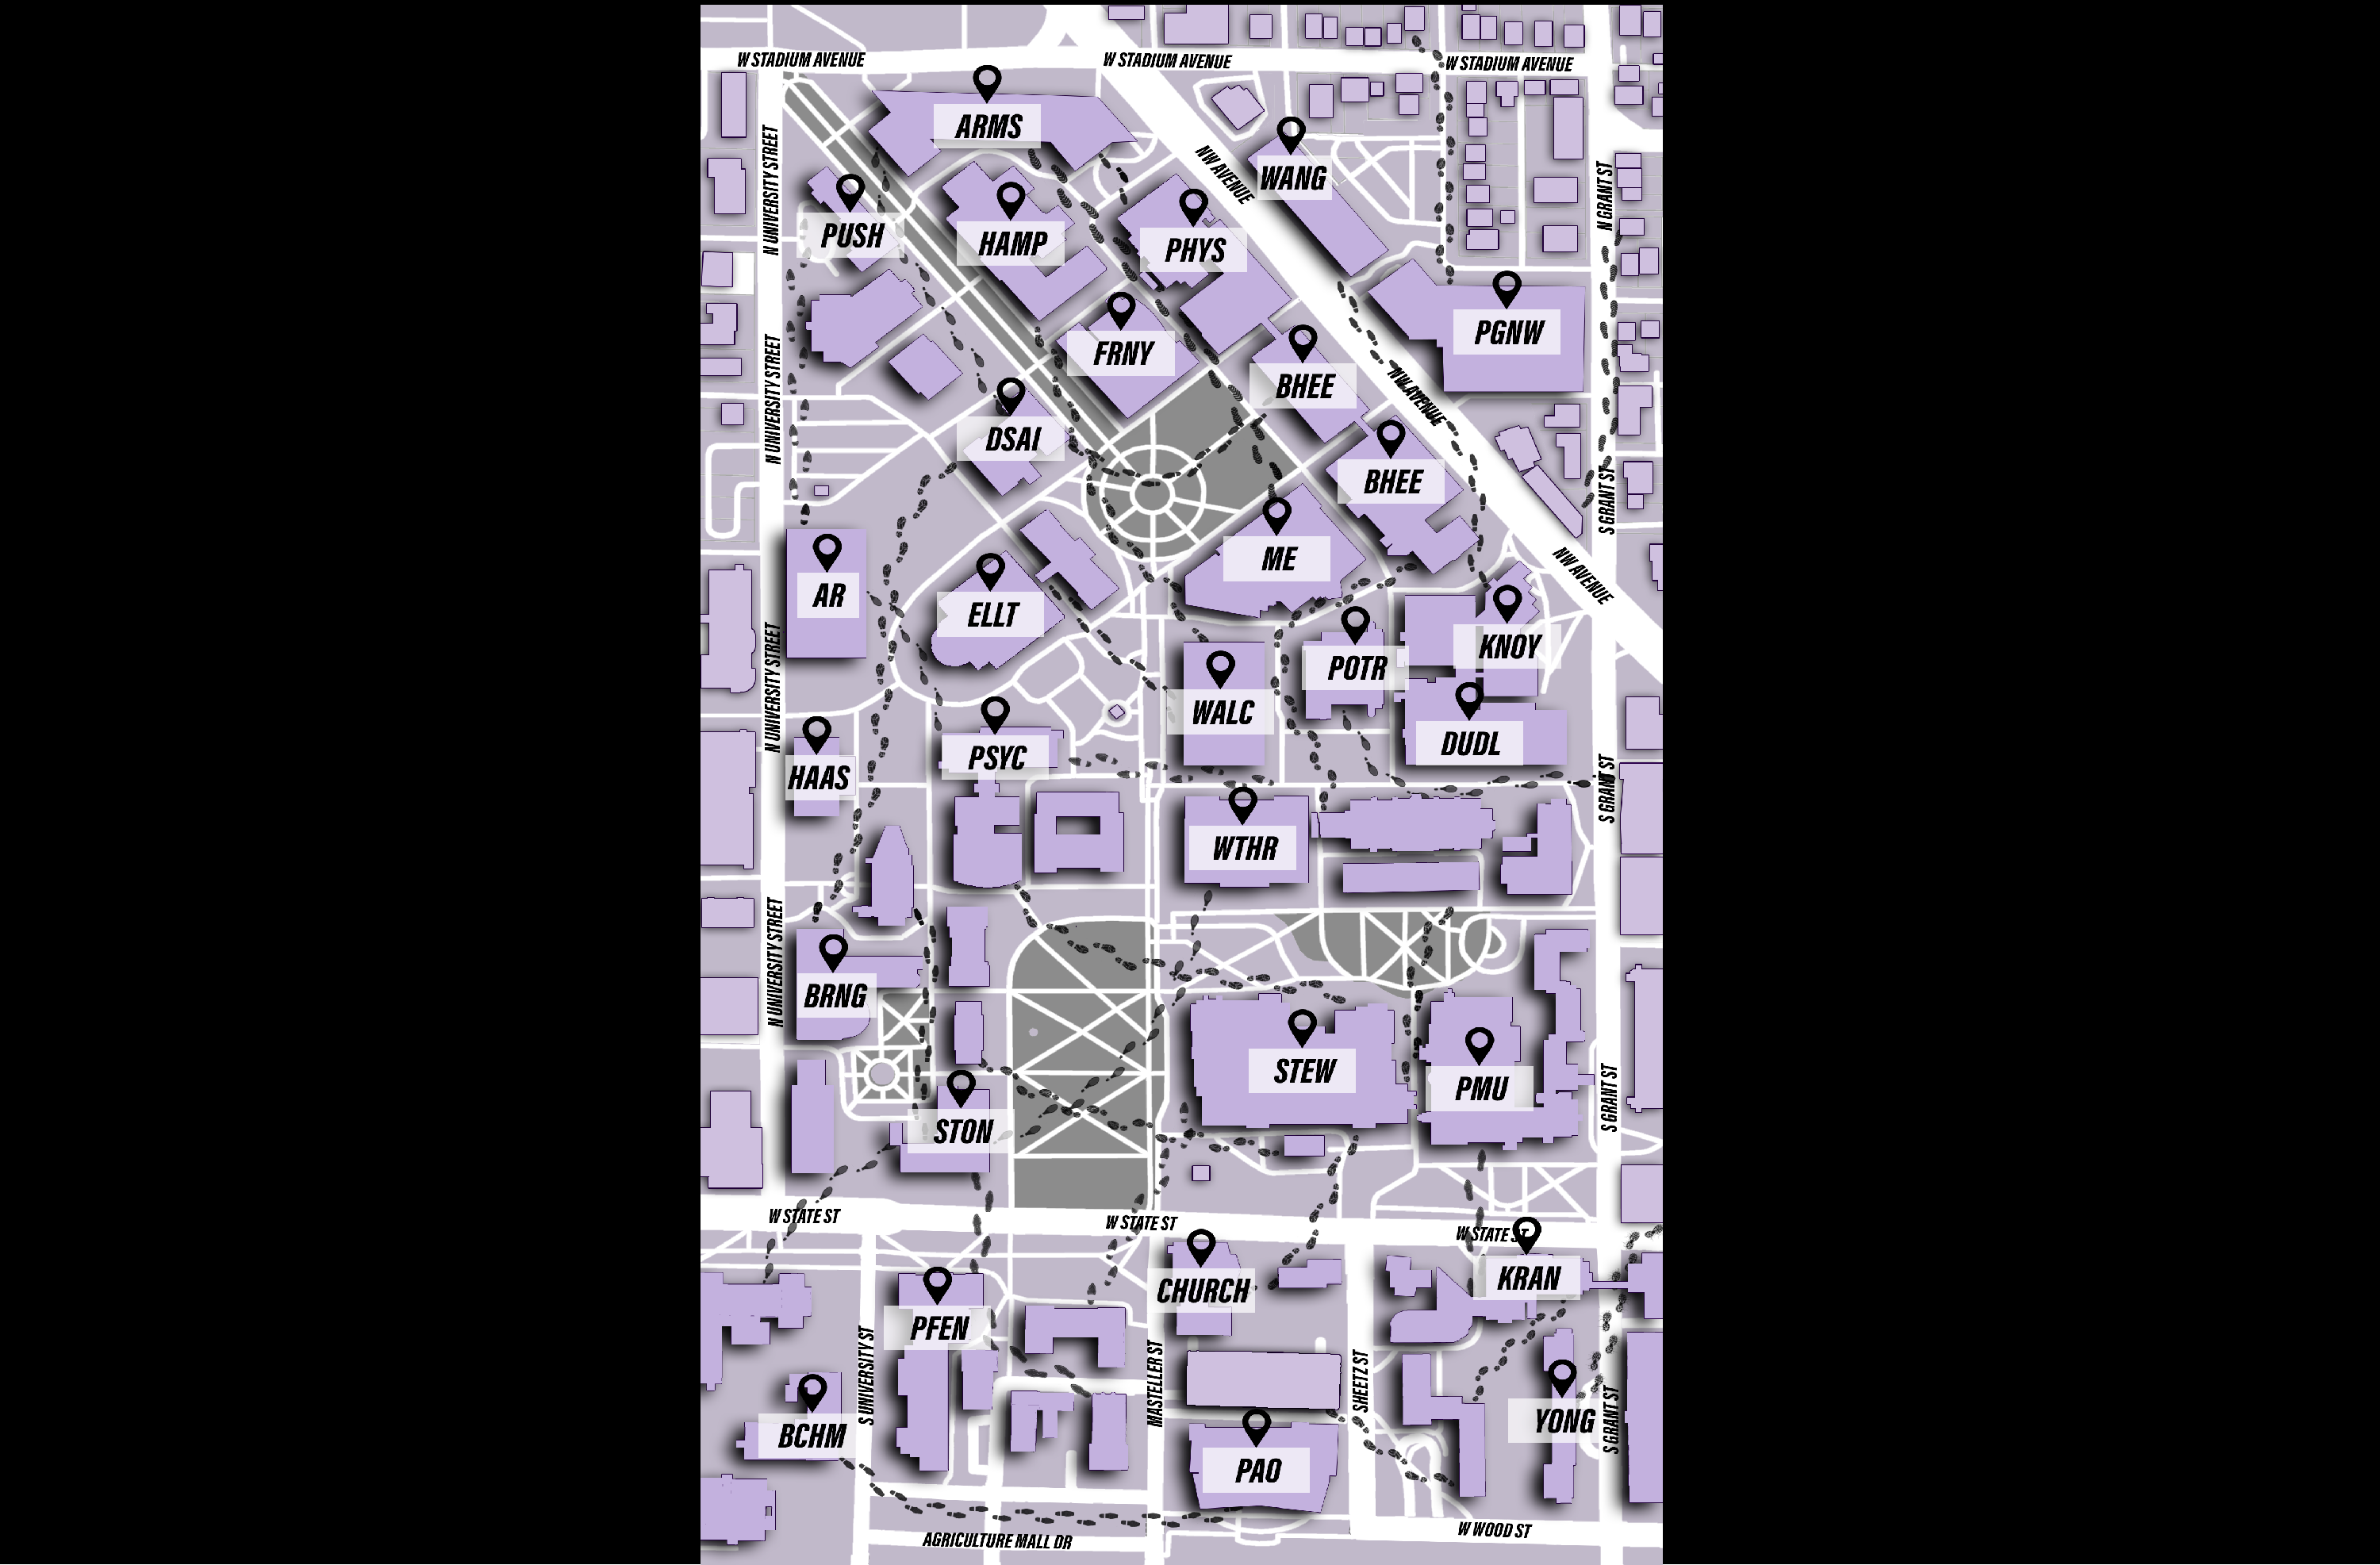 W STADIUM AVENUE
W STADIUM AVENUE
W STADIUM AVENUE
ARMS
N UNIVERSITY STREET
NW AVENUE
WANG
N GRANT ST
PUSH
HAMP
PHYS
PGNW
FRNY
BHEE
NW AVENUE
N UNIVERSITY STREET
DSAI
BHEE
S GRANT ST
ME
NW AVENUE
AR
ELLT
KNOY
POTR
N UNIVERSITY STREET
WALC
DUDL
PSYC
HAAS
S GRANT ST
WTHR
N UNIVERSITY STREET
BRNG
STEW
PMU
S GRANT ST
STON
W STATE ST
W STATE ST
W STATE ST
KRAN
CHURCH
PFEN
S UNIVERSITY ST
MASTELLER ST
SHEETZ ST
YONG
S GRANT ST
BCHM
PAO
W WOOD ST
AGRICULTURE MALL DR